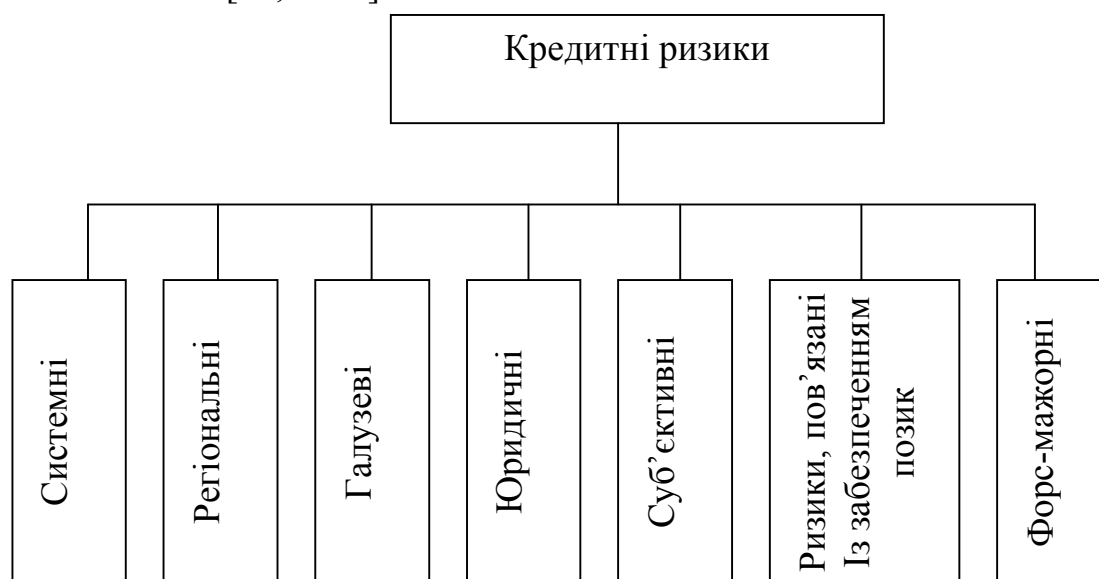 Кредитні ризики
Системні
Регіональні
Галузеві
Юридичні
Суб’єктивні
Ризики, пов’язані
Із забезпеченням
позик
Форс-мажорні